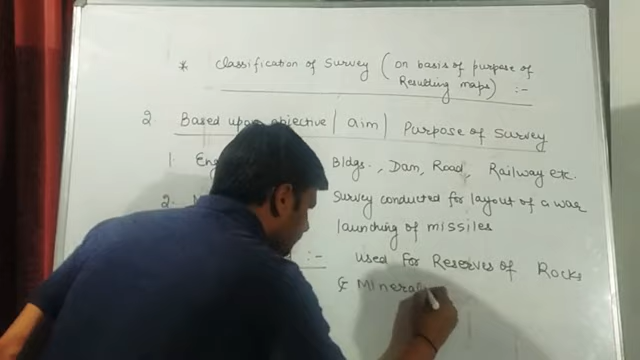 * Classification of Survey (on basis of purpose of
Resulting maps) :-
2. Based upon objective | aim | Purpose of Survey
1. Bldgs., Dam, Road, Railway etc.
2. Survey conducted for layout of a war
launching of missiles
:- used for Reserves of Rocks
& Mineral